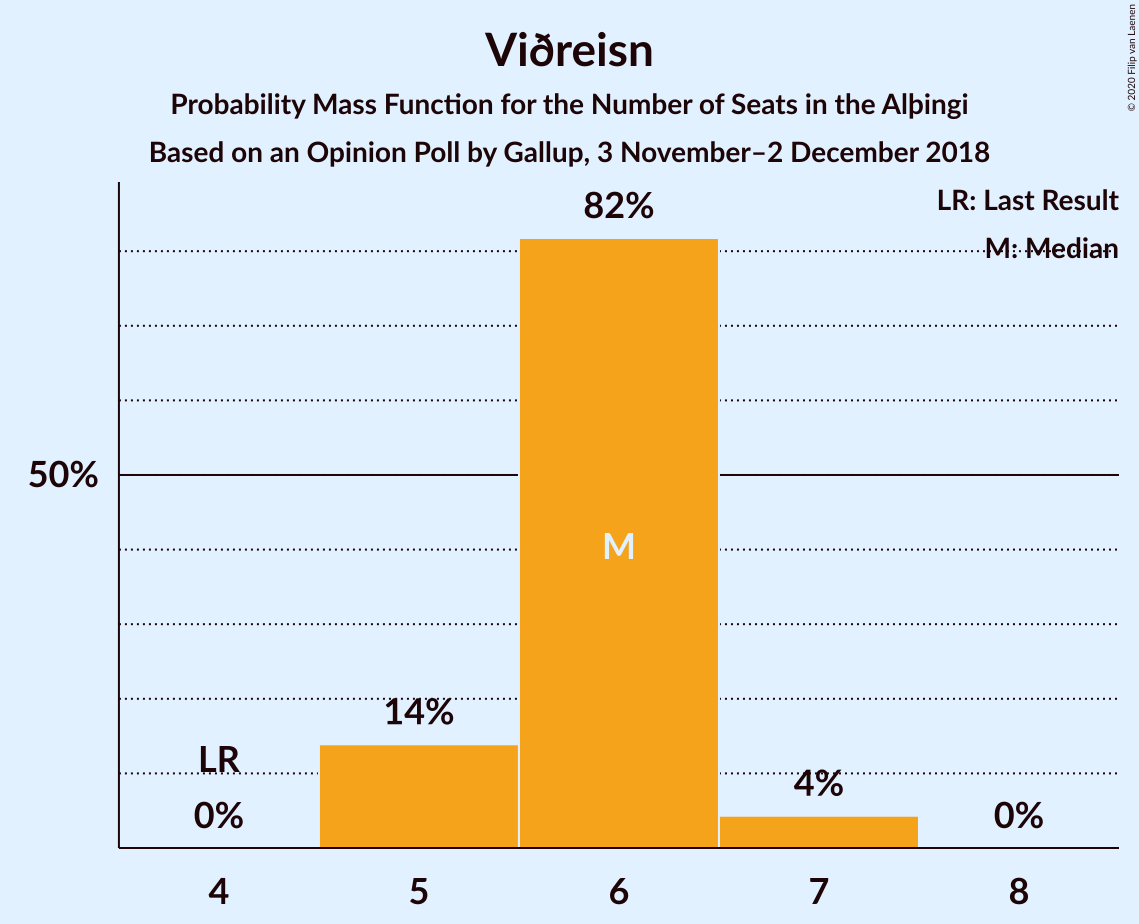 Viðreisn
Probability Mass Function for the Number of Seats in the Alþingi
Based on an Opinion Poll by Gallup, 3 November–2 December 2018
© 2020 Filip van Laenen
LR: Last Result
M: Median
82%
50%
M
14%
LR
4%
0%
0%
4
5
6
7
8